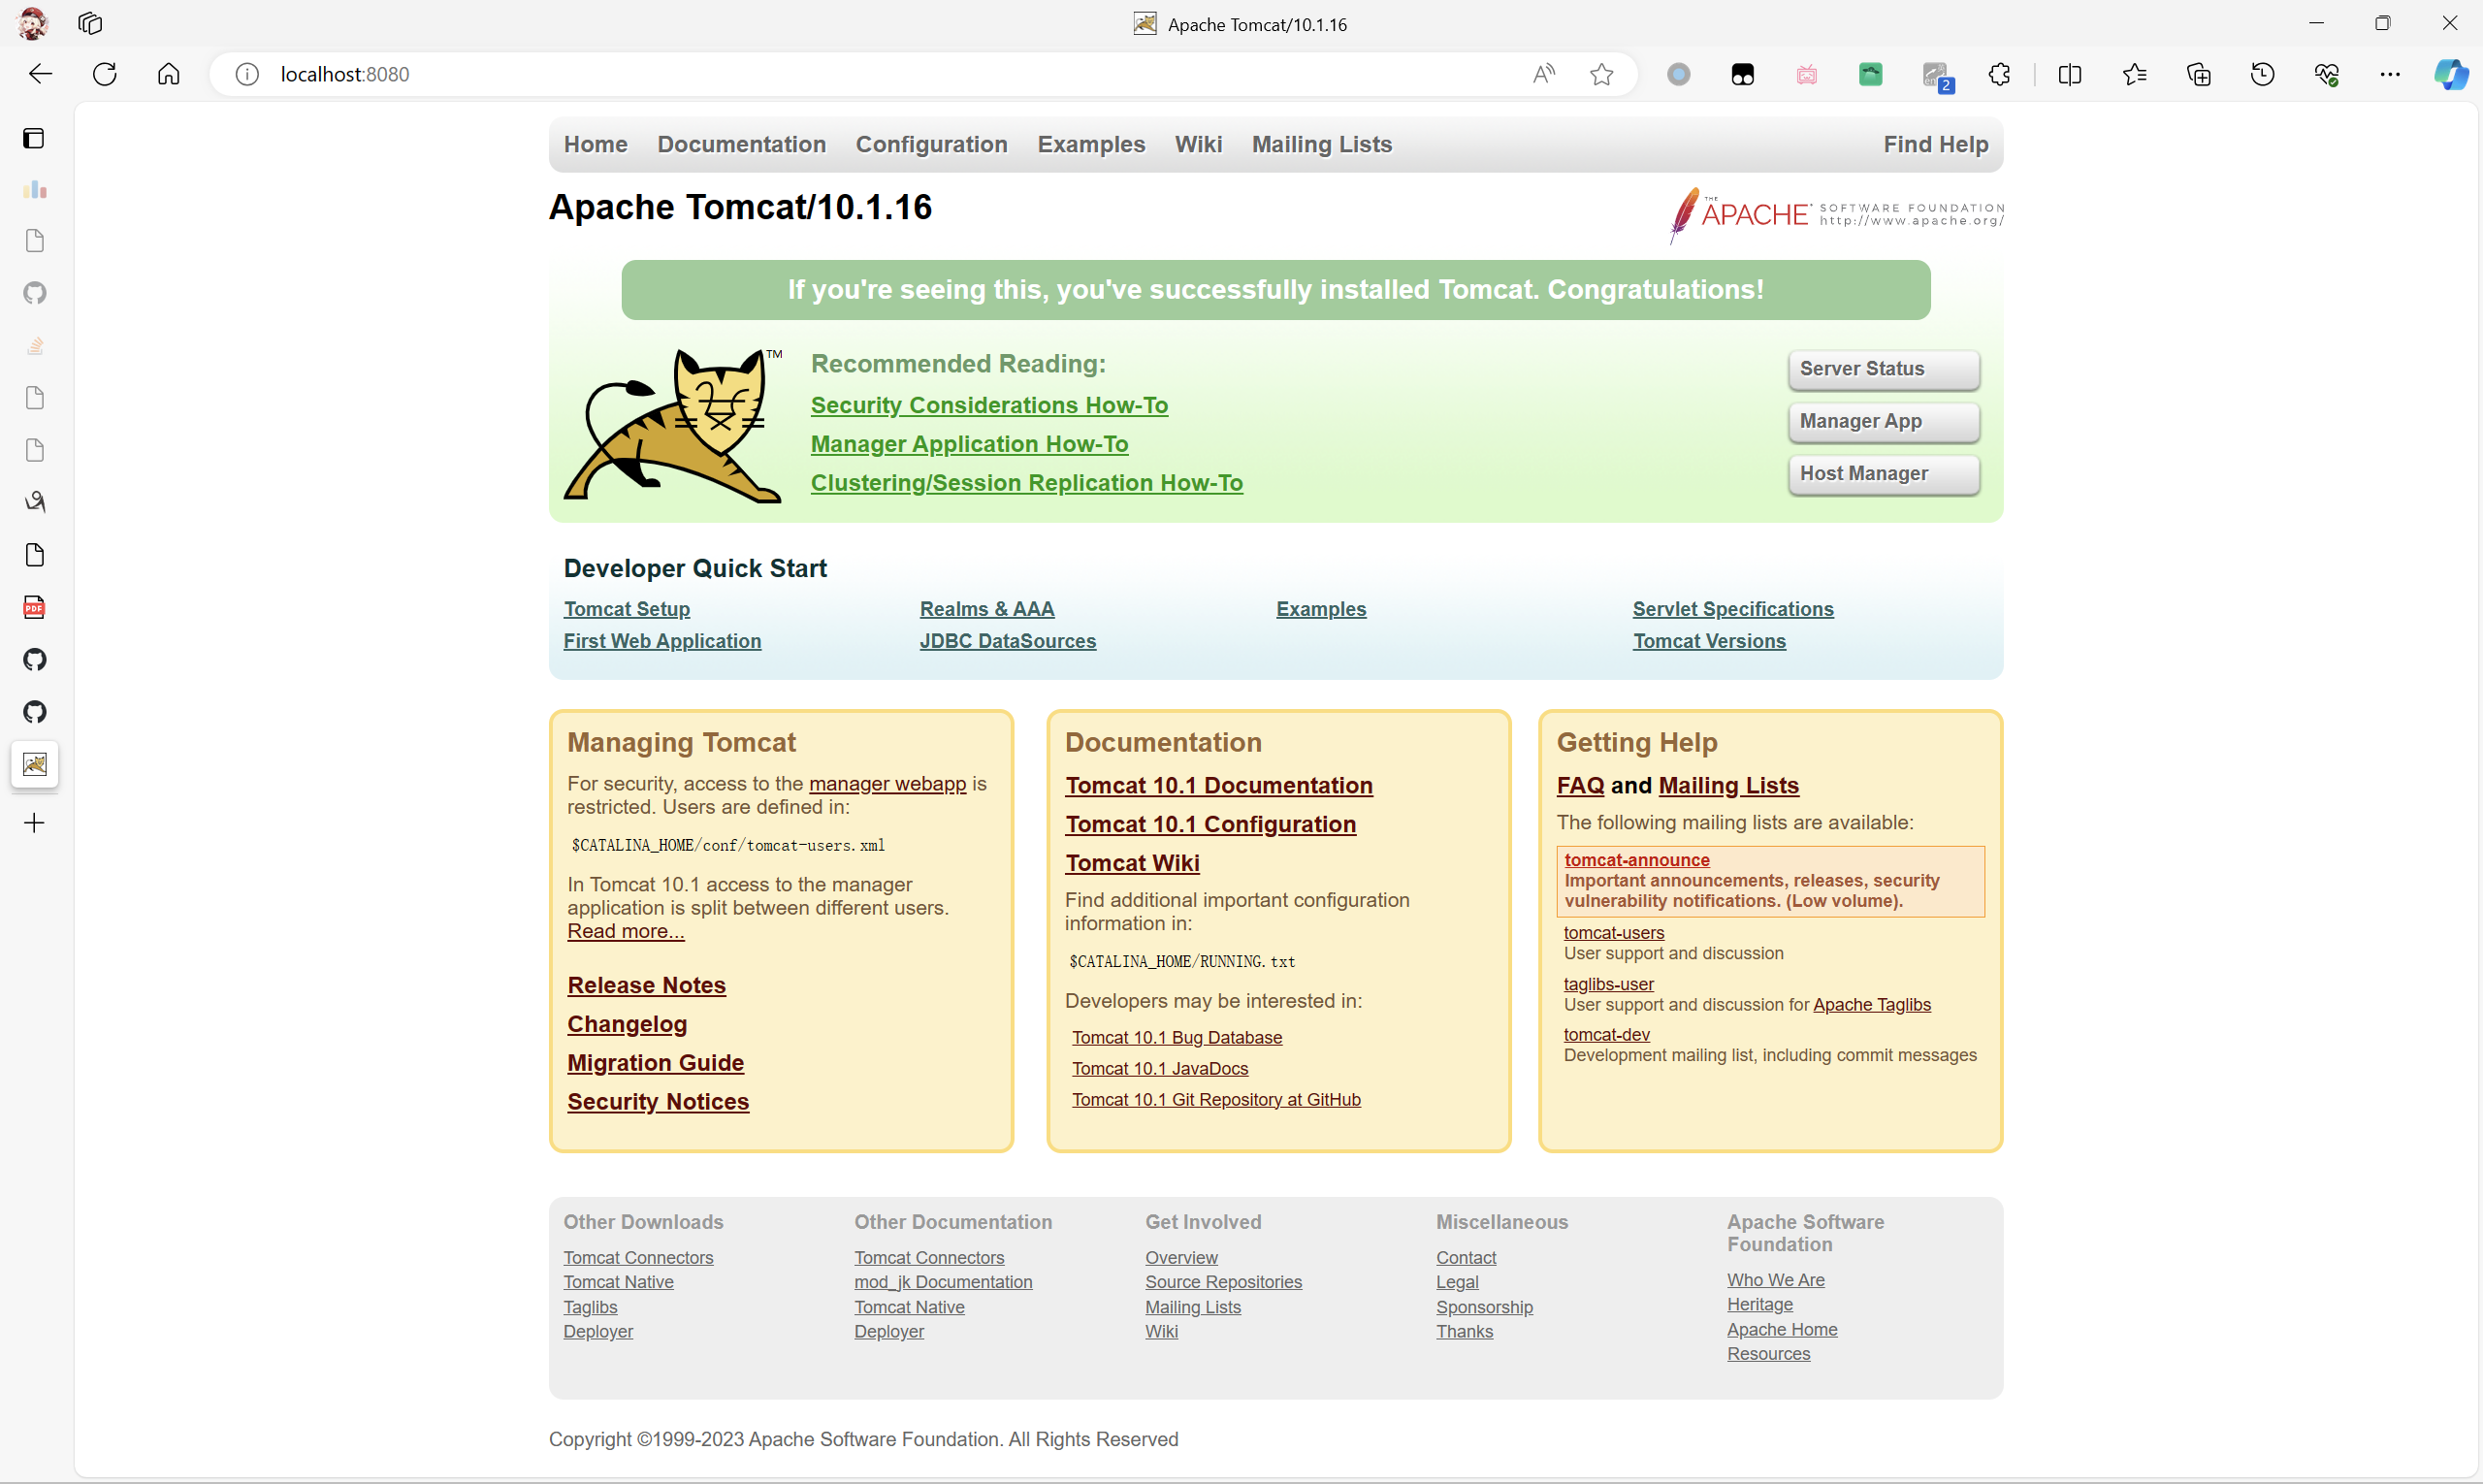 Apache Tomcat/10.1.16
localhost:8080
2
Home Documentation Configuration Examples Wiki Mailing Lists Find Help
Apache Tomcat/10.1.16
THE APACHE SOFTWARE FOUNDATION
http://www.apache.org/
If you're seeing this, you've successfully installed Tomcat. Congratulations!
TM
Recommended Reading:
Security Considerations How-To
Manager Application How-To
Clustering/Session Replication How-To
Server Status
Manager App
Host Manager
Developer Quick Start
Tomcat Setup
First Web Application
Realms & AAA
JDBC DataSources
Examples
Servlet Specifications
Tomcat Versions
Managing Tomcat
For security, access to the manager webapp is
restricted. Users are defined in:
$CATALINA_HOME/conf/tomcat-users.xml
In Tomcat 10.1 access to the manager
application is split between different users.
Read more...
Release Notes
Changelog
Migration Guide
Security Notices
Documentation
Tomcat 10.1 Documentation
Tomcat 10.1 Configuration
Tomcat Wiki
Find additional important configuration
information in:
$CATALINA_HOME/RUNNING.txt
Developers may be interested in:
Tomcat 10.1 Bug Database
Tomcat 10.1 JavaDocs
Tomcat 10.1 Git Repository at GitHub
Getting Help
FAQ and Mailing Lists
The following mailing lists are available:
tomcat-announce
Important announcements, releases, security
vulnerability notifications. (Low volume).
tomcat-users
User support and discussion
taglibs-user
User support and discussion for Apache Taglibs
tomcat-dev
Development mailing list, including commit messages
Other Downloads
Tomcat Connectors
Tomcat Native
Taglibs
Deployer
Other Documentation
Tomcat Connectors
mod_jk Documentation
Tomcat Native
Deployer
Get Involved
Overview
Source Repositories
Mailing Lists
Wiki
Miscellaneous
Contact
Legal
Sponsorship
Thanks
Apache Software
Foundation
Who We Are
Heritage
Apache Home
Resources
PDF
Copyright ©1999-2023 Apache Software Foundation. All Rights Reserved